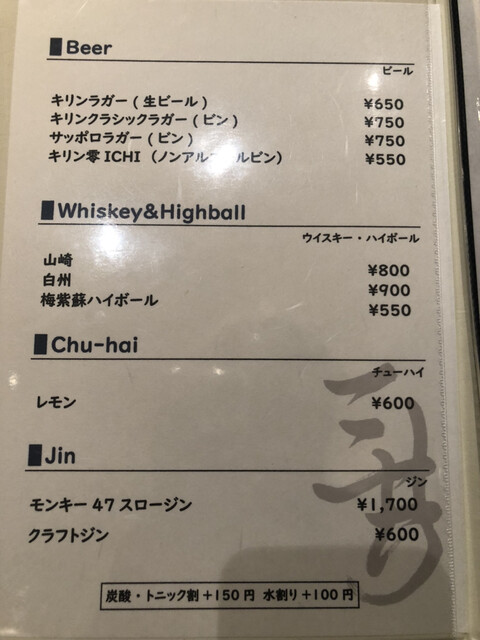 Beer
ビール
キリンラガー (生ビール) ¥650
キリンクラシックラガー (ビン) ¥750
サッポロラガー (ビン) ¥750
キリン零ICHI (ノンアルコールビン) ¥550
Whiskey&Highball
ウイスキー・ハイボール
山崎 ¥800
白州 ¥900
梅紫蘇ハイボール ¥550
Chu-hai
チューハイ
レモン ¥600
Jin
ジン
モンキー47スロージン ¥1,700
クラフトジン ¥600
炭酸・トニック割+150円 水割り+100円